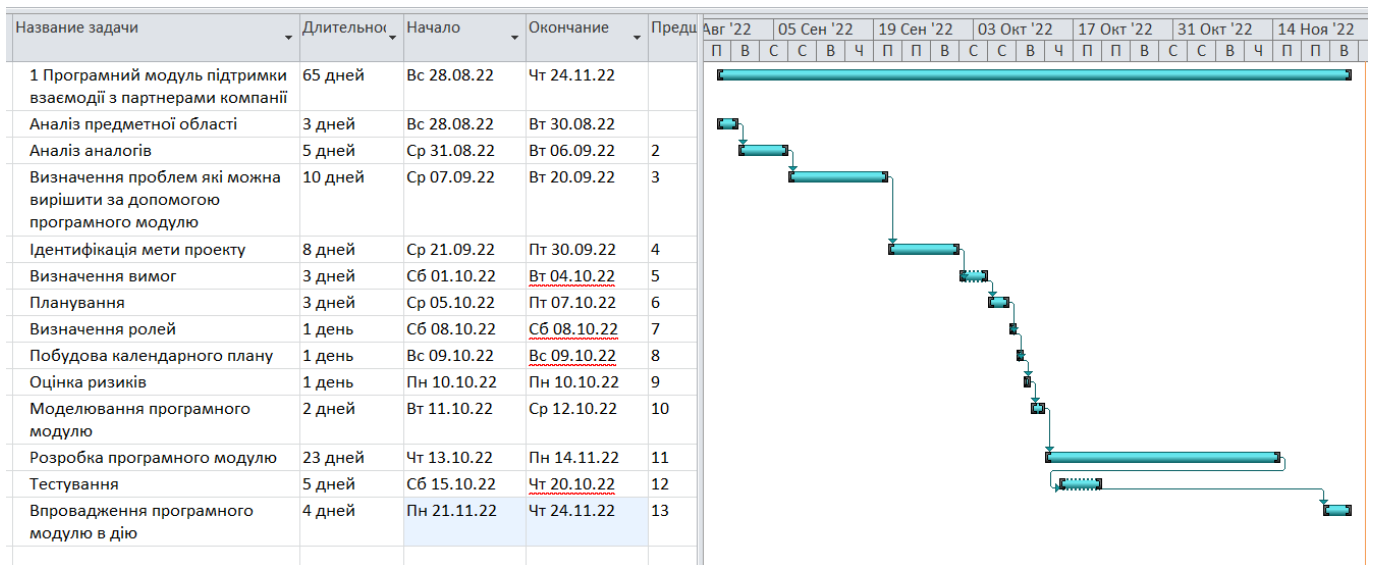 Название задачи Длительнос Начало Окончание Предш Авг '22 05 Сен '22 19 Сен '22 03 Окт '22 17 Окт '22 31 Окт '22 14 Ноя '22
П В С С В Ч П П В С С В Ч П П В С С В Ч П П В
1 Програмний модуль підтримки 65 дней Вс 28.08.22 Чт 24.11.22
взаємодії з партнерами компанії
Аналіз предметної області 3 дней Вс 28.08.22 Вт 30.08.22
Аналіз аналогів 5 дней Ср 31.08.22 Вт 06.09.22 2
Визначення проблем які можна 10 дней Ср 07.09.22 Вт 20.09.22 3
вирішити за допомогою
програмного модулю
Ідентифікація мети проекту 8 дней Ср 21.09.22 Пт 30.09.22 4
Визначення вимог 3 дней Сб 01.10.22 Вт 04.10.22 5
Планування 3 дней Ср 05.10.22 Пт 07.10.22 6
Визначення ролей 1 день Сб 08.10.22 Сб 08.10.22 7
Побудова календарного плану 1 день Вс 09.10.22 Вс 09.10.22 8
Оцінка ризиків 1 день Пн 10.10.22 Пн 10.10.22 9
Моделювання програмного 2 дней Вт 11.10.22 Ср 12.10.22 10
модулю
Розробка програмного модулю 23 дней Чт 13.10.22 Пн 14.11.22 11
Тестування 5 дней Сб 15.10.22 Чт 20.10.22 12
Впровадження програмного 4 дней Пн 21.11.22 Чт 24.11.22 13
модулю в дію